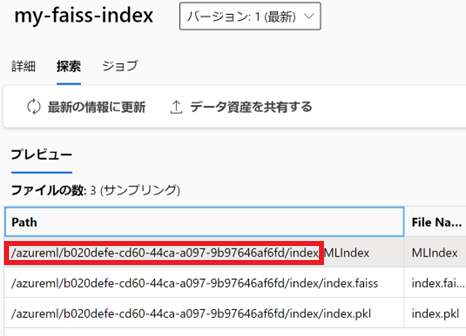 my-faiss-index
バージョン: 1 (最新)
詳細 探索 ジョブ
最新の情報に更新 データ資産を共有する
プレビュー
ファイルの数: 3 (サンプリング)
Path File Na
/azureml/b020defe-cd60-44ca-a097-9b97646af6fd/index/MLIndex MLIndex
/azureml/b020defe-cd60-44ca-a097-9b97646af6fd/index/index.faiss index.fai...
/azureml/b020defe-cd60-44ca-a097-9b97646af6fd/index/index.pkl index.pkl